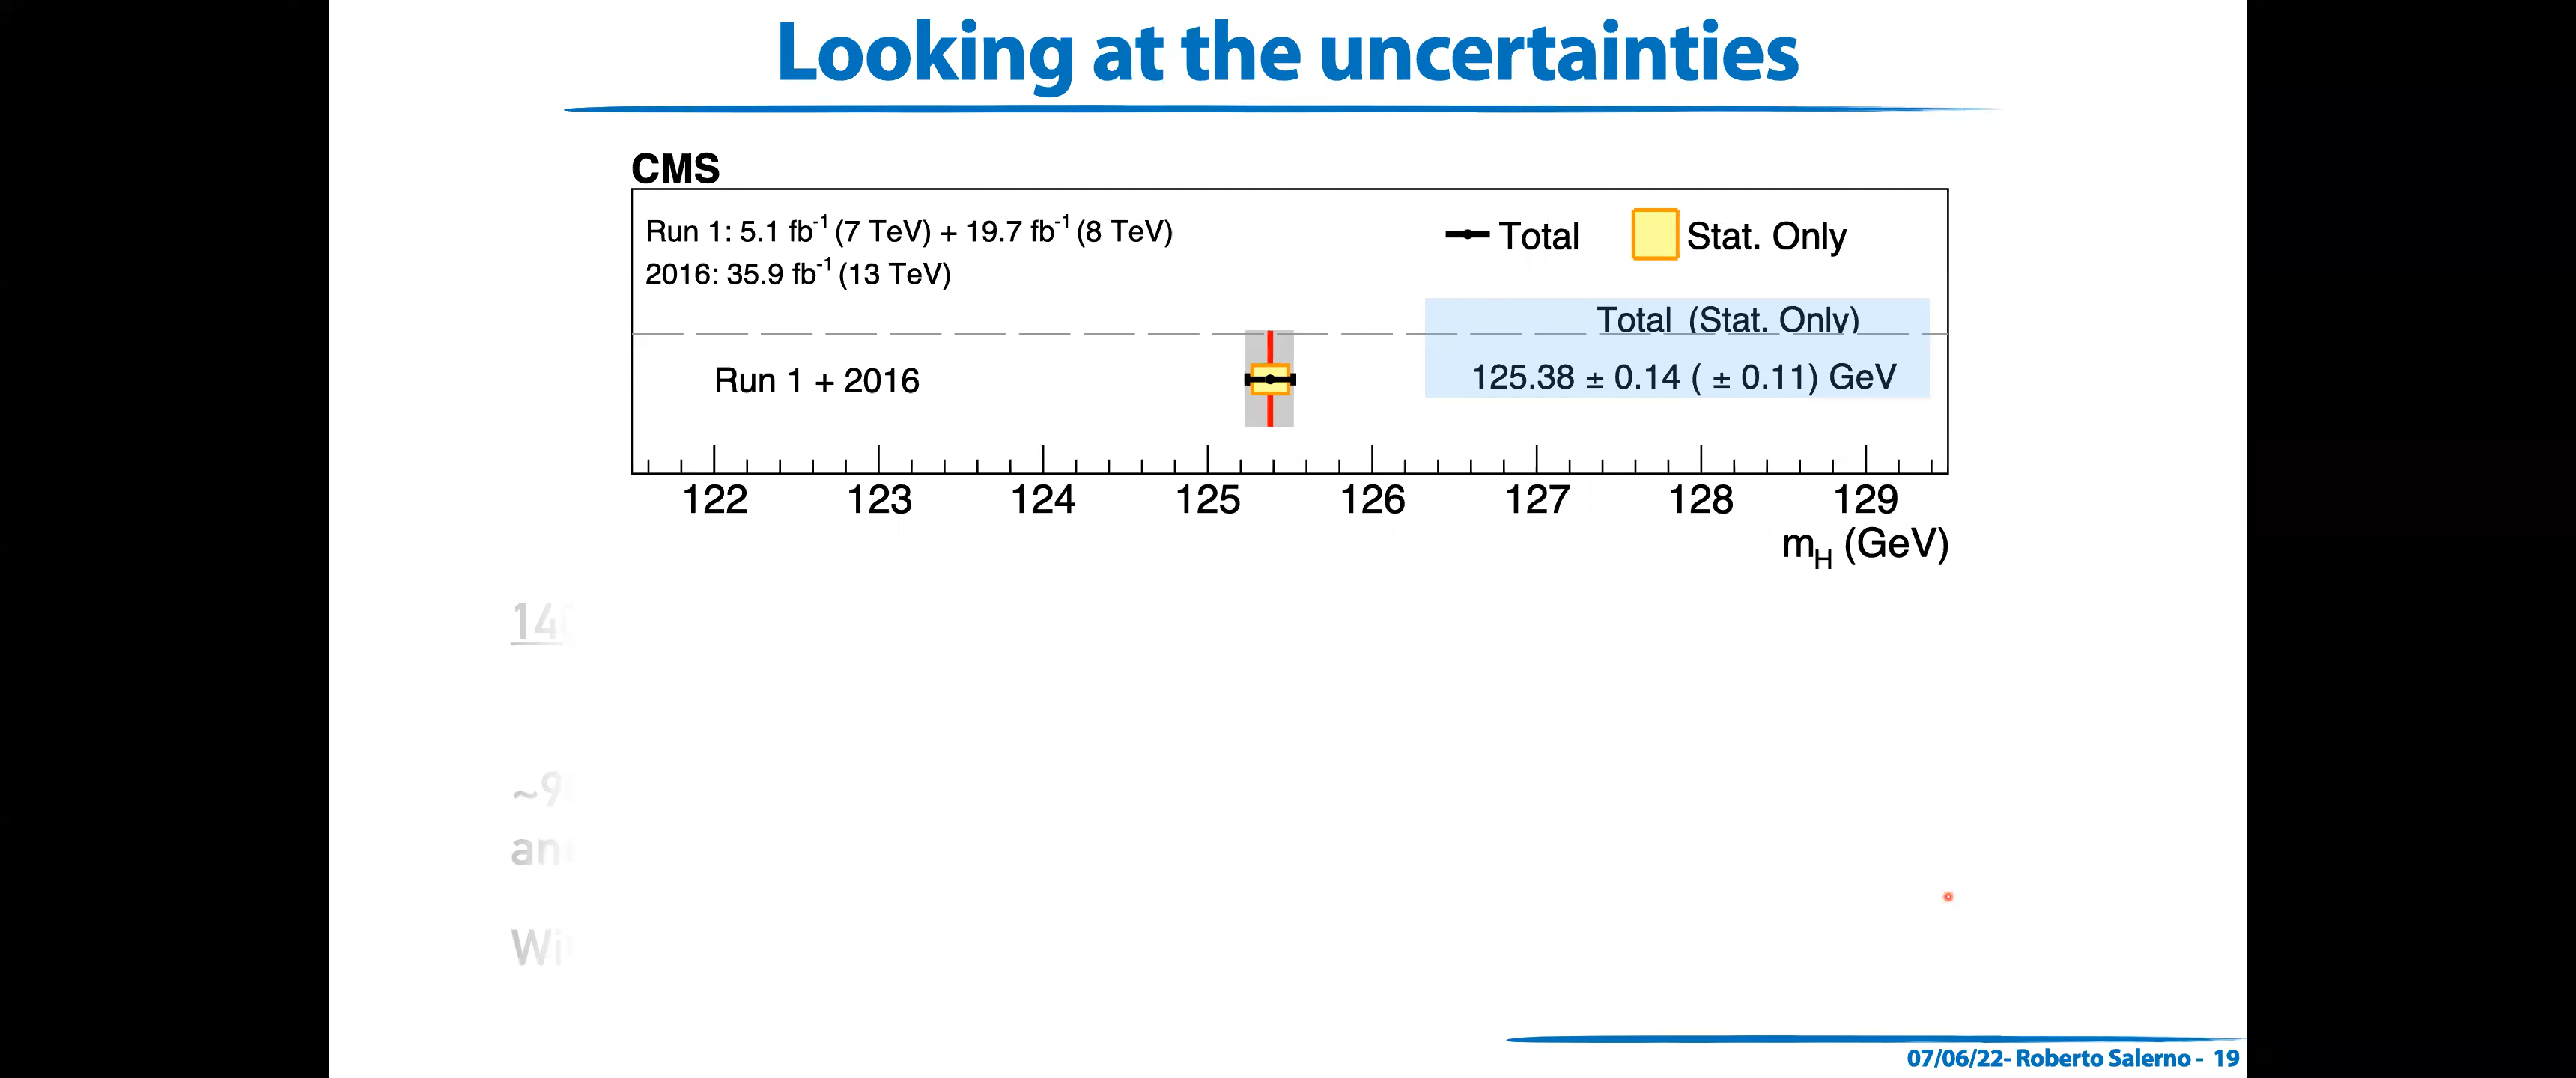 Looking at the uncertainties
CMS
Run 1: 5.1 fb⁻¹ (7 TeV) + 19.7 fb⁻¹ (8 TeV)
2016: 35.9 fb⁻¹ (13 TeV)
Total
Stat. Only
Total (Stat. Only)
Run 1 + 2016
125.38 ± 0.14 ( ± 0.11) GeV
122 123 124 125 126 127 128 129
m_H (GeV)
~9
07/06/22- Roberto Salerno - 19